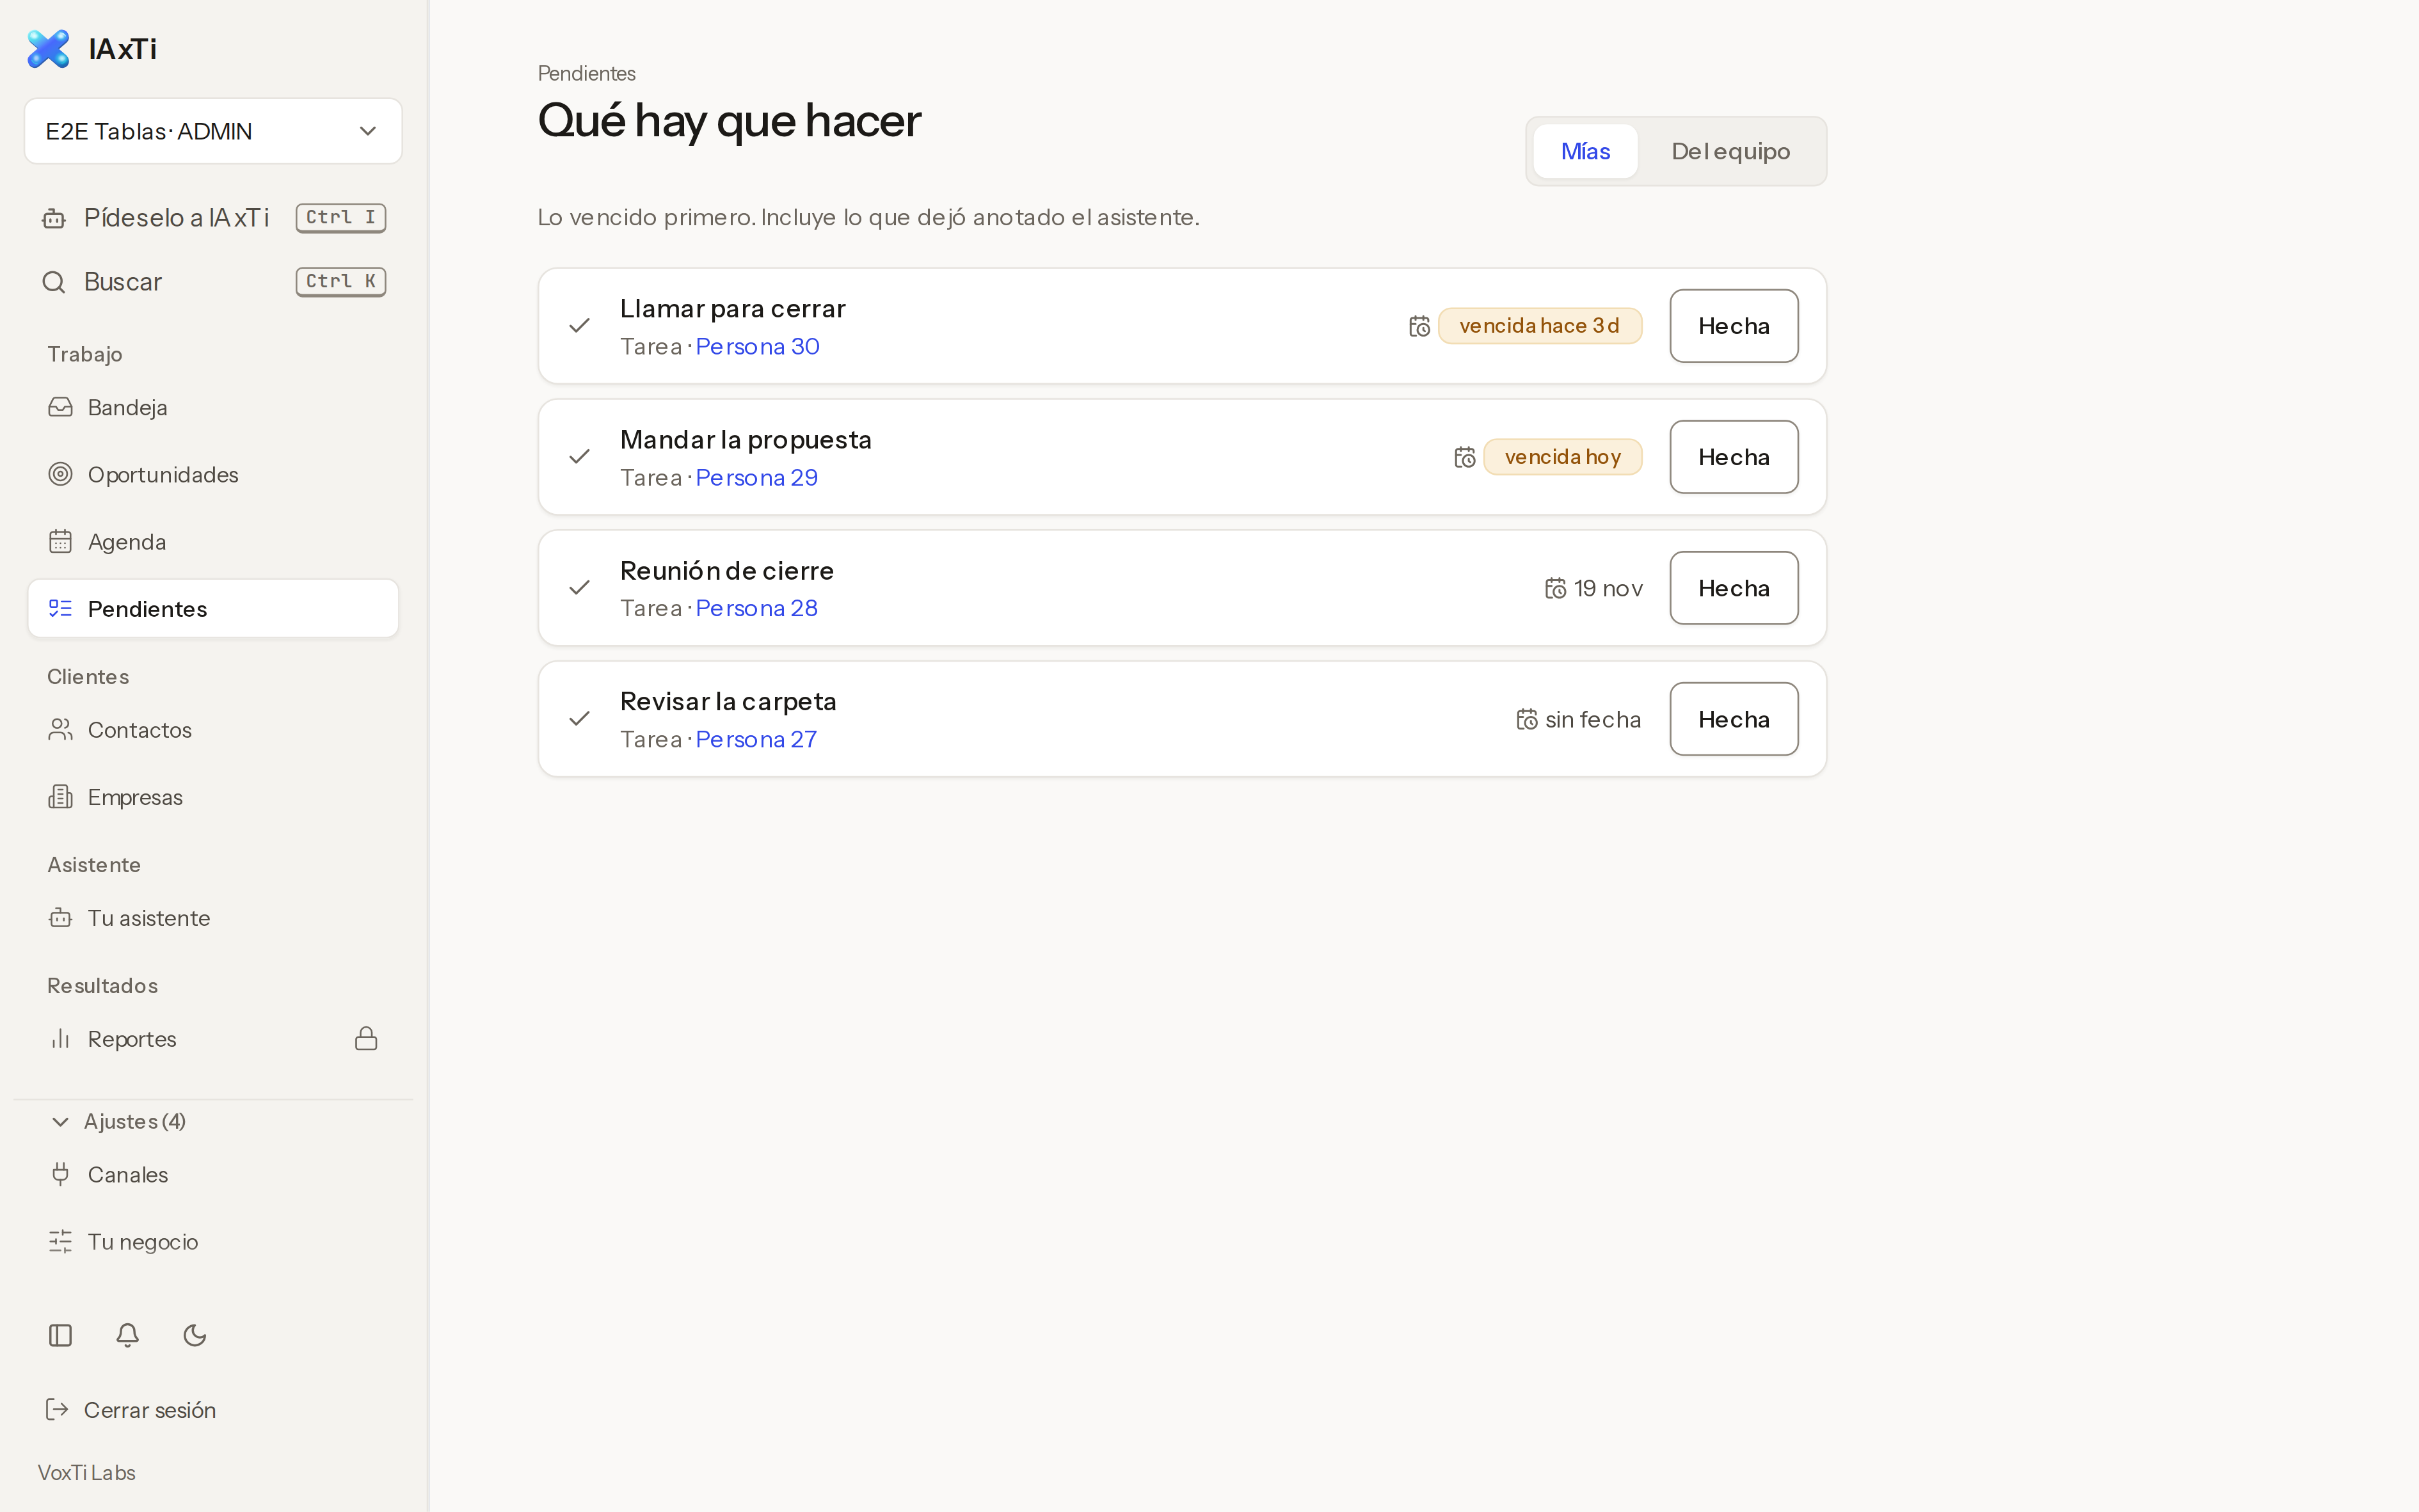 IAxTi
E2E Tablas · ADMIN
Pídeselo a IAxTi
Ctrl I
Buscar
Ctrl K
Trabajo
Bandeja
Oportunidades
Agenda
Pendientes
Clientes
Contactos
Empresas
Asistente
Tu asistente
Resultados
Reportes
Ajustes (4)
Canales
Tu negocio
Cerrar sesión
VoxTi Labs
Pendientes
Qué hay que hacer
Mías
Del equipo
Lo vencido primero. Incluye lo que dejó anotado el asistente.
Llamar para cerrar
Tarea · Persona 30
vencida hace 3 d
Hecha
Mandar la propuesta
Tarea · Persona 29
vencida hoy
Hecha
Reunión de cierre
Tarea · Persona 28
19 nov
Hecha
Revisar la carpeta
Tarea · Persona 27
sin fecha
Hecha